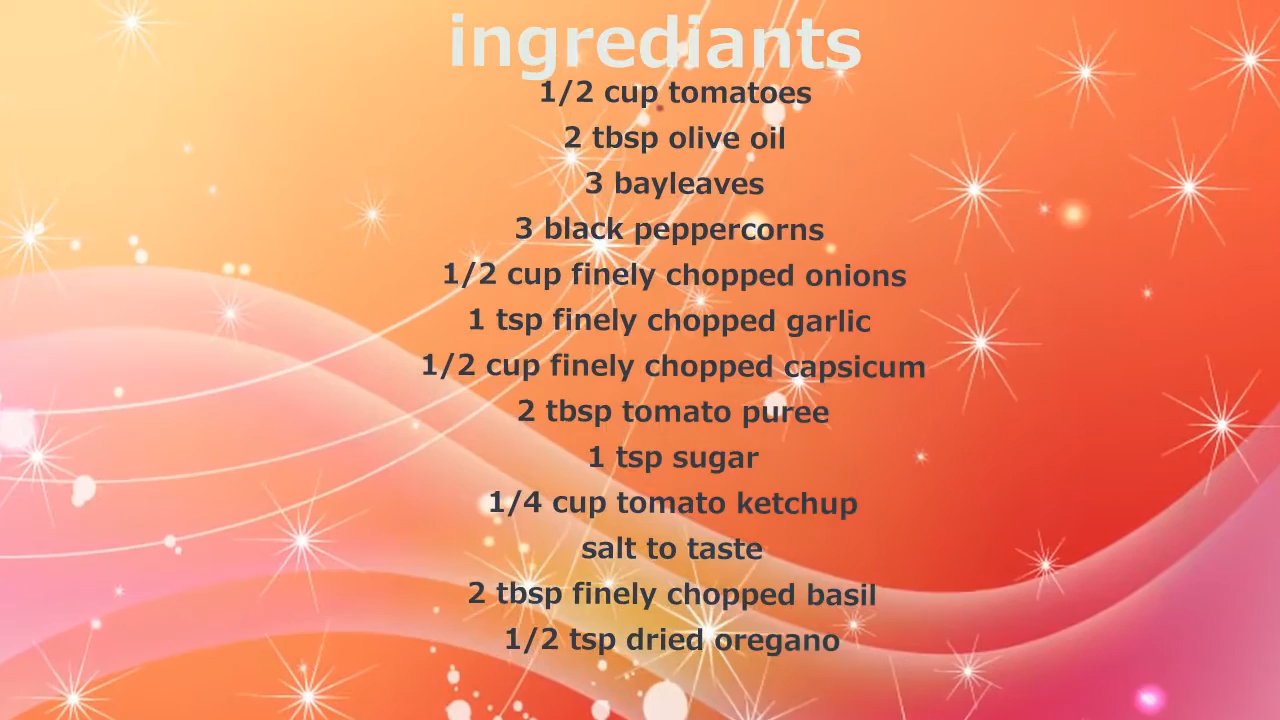 ingrediants
1/2 cup tomatoes
2 tbsp olive oil
3 bayleaves
3 black peppercorns
1/2 cup finely chopped onions
1 tsp finely chopped garlic
1/2 cup finely chopped capsicum
2 tbsp tomato puree
1 tsp sugar
1/4 cup tomato ketchup
salt to taste
2 tbsp finely chopped basil
1/2 tsp dried oregano